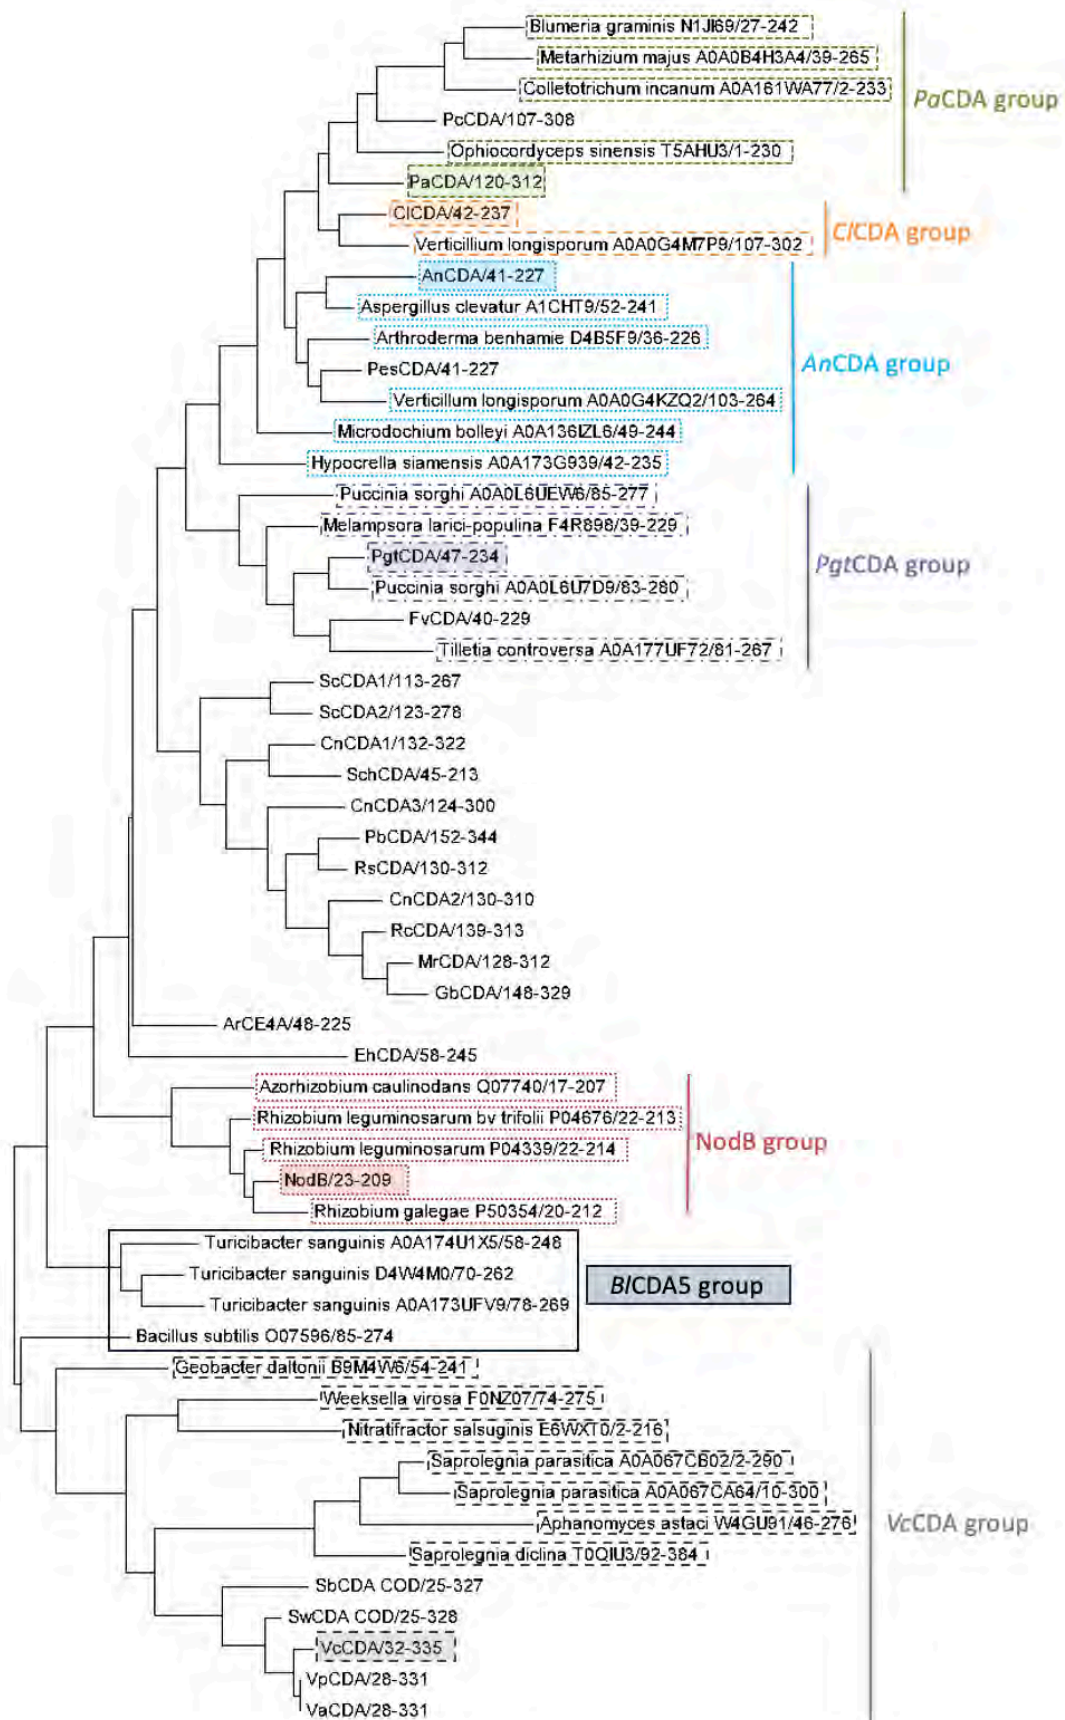 Blumeria graminis N1JI69/27-242
Metarhizium majus A0A0B4H3A4/39-265
Colletotrichum incanum A0A161WA77/2-233
PaCDA group
PcCDA/107-308
Ophiocordyceps sinensis T5AHU3/1-230
PaCDA/120-312
ClCDA/42-237
ClCDA group
Verticillium longisporum A0A0G4M7P9/107-302
AnCDA/41-227
Aspergillus clevatur A1CHT9/52-241
Arthroderma benhamie D4B5F9/36-226
AnCDA group
PesCDA/41-227
Verticillum longisporum A0A0G4KZQ2/103-264
Microdochium bolleyi A0A136IZL6/49-244
Hypocrella siamensis A0A173G939/42-235
Puccinia sorghi A0A0L6UEW6/85-277
Melampsora larici-populina F4R898/39-229
PgtCDA/47-234
PgtCDA group
Puccinia sorghi A0A0L6U7D9/83-280
FvCDA/40-229
Tilletia controversa A0A177UF72/81-267
ScCDA1/113-267
ScCDA2/123-278
CnCDA1/132-322
SchCDA/45-213
CnCDA3/124-300
PbCDA/152-344
RsCDA/130-312
CnCDA2/130-310
RcCDA/139-313
MrCDA/128-312
GbCDA/148-329
ArCE4A/48-225
EhCDA/58-245
Azorhizobium caulinodans Q07740/17-207
Rhizobium leguminosarum bv trifolii P04676/22-213
NodB group
Rhizobium leguminosarum P04339/22-214
NodB/23-209
Rhizobium galegae P50354/20-212
Turicibacter sanguinis A0A174U1X5/58-248
Turicibacter sanguinis D4W4M0/70-262
BlCDA5 group
Turicibacter sanguinis A0A173UFV9/78-269
Bacillus subtilis O07596/85-274
Geobacter daltonii B9M4W6/54-241
Weeksella virosa F0NZ07/74-275
Nitratifractor salsuginis E6WXT0/2-216
Saprolegnia parasitica A0A067CB02/2-290
Saprolegnia parasitica A0A067CA64/10-300
Aphanomyces astaci W4GU91/46-276
VcCDA group
Saprolegnia diclina T0QIU3/92-384
SbCDA COD/25-327
SwCDA COD/25-328
VcCDA/32-335
VpCDA/28-331
VaCDA/28-331